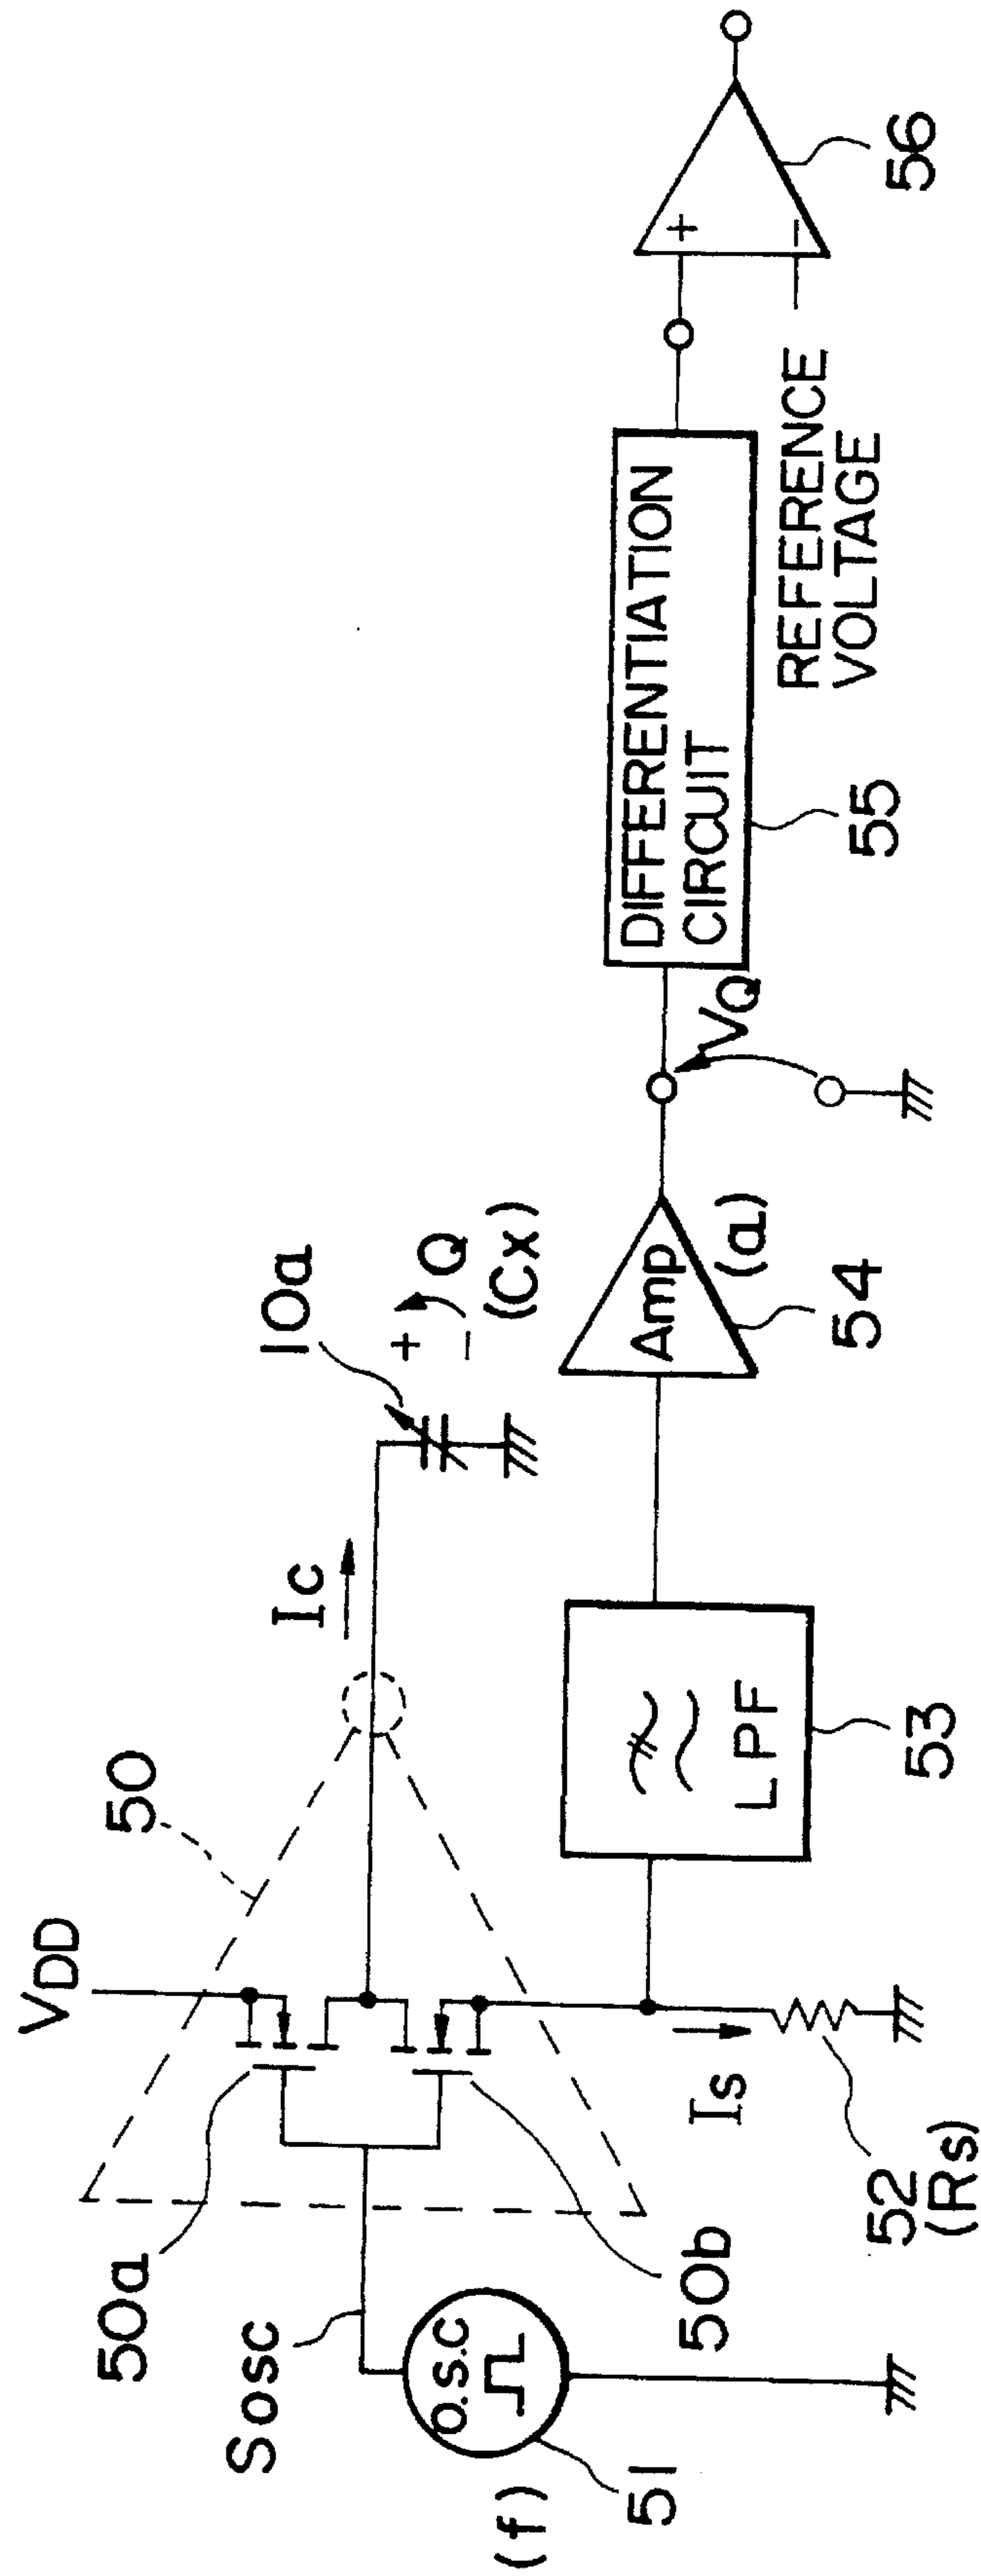 VDD
50
50a
Sosc
O.S.C
(f)
51
50b
Ic
10a
+
−
Q
(Cx)
Is
52
(Rs)
LPF
53
Amp
(a)
54
VQ
DIFFERENTIATION
CIRCUIT
55
REFERENCE
VOLTAGE
+
−
56